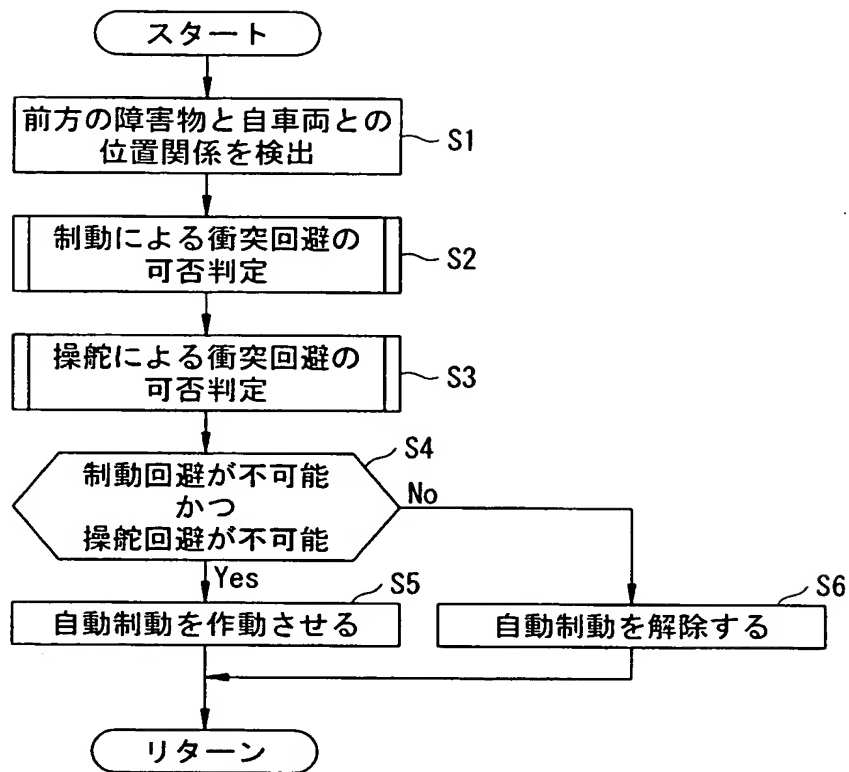 スタート
前方の障害物と自車両との
位置関係を検出
S1
制動による衝突回避の
可否判定
S2
操舵による衝突回避の
可否判定
S3
S4
制動回避が不可能
かつ
操舵回避が不可能
No
Yes
S5
自動制動を作動させる
S6
自動制動を解除する
リターン